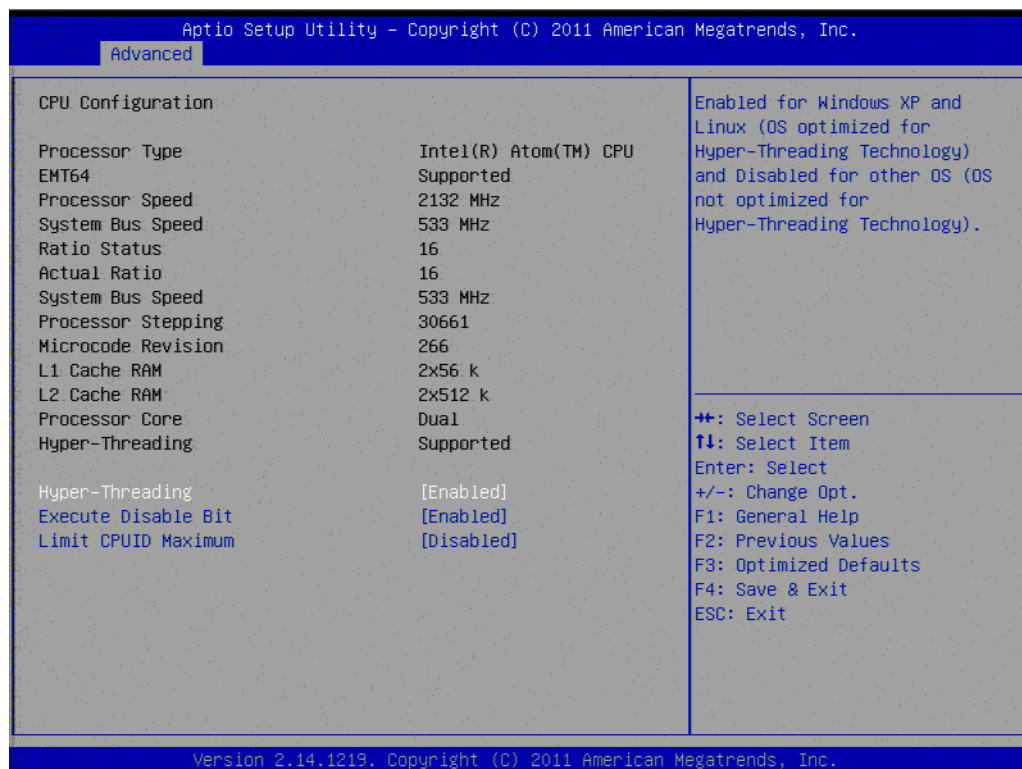 Aptio Setup Utility – Copyright (C) 2011 American Megatrends, Inc.
Advanced
CPU Configuration
Processor Type Intel(R) Atom(TM) CPU
EMT64 Supported
Processor Speed 2132 MHz
System Bus Speed 533 MHz
Ratio Status 16
Actual Ratio 16
System Bus Speed 533 MHz
Processor Stepping 30661
Microcode Revision 266
L1 Cache RAM 2x56 k
L2 Cache RAM 2x512 k
Processor Core Dual
Hyper-Threading Supported
Hyper-Threading [Enabled]
Execute Disable Bit [Enabled]
Limit CPUID Maximum [Disabled]
Enabled for Windows XP and
Linux (OS optimized for
Hyper-Threading Technology)
and Disabled for other OS (OS
not optimized for
Hyper-Threading Technology).
→←: Select Screen
↑↓: Select Item
Enter: Select
+/-: Change Opt.
F1: General Help
F2: Previous Values
F3: Optimized Defaults
F4: Save & Exit
ESC: Exit
Version 2.14.1219. Copyright (C) 2011 American Megatrends, Inc.